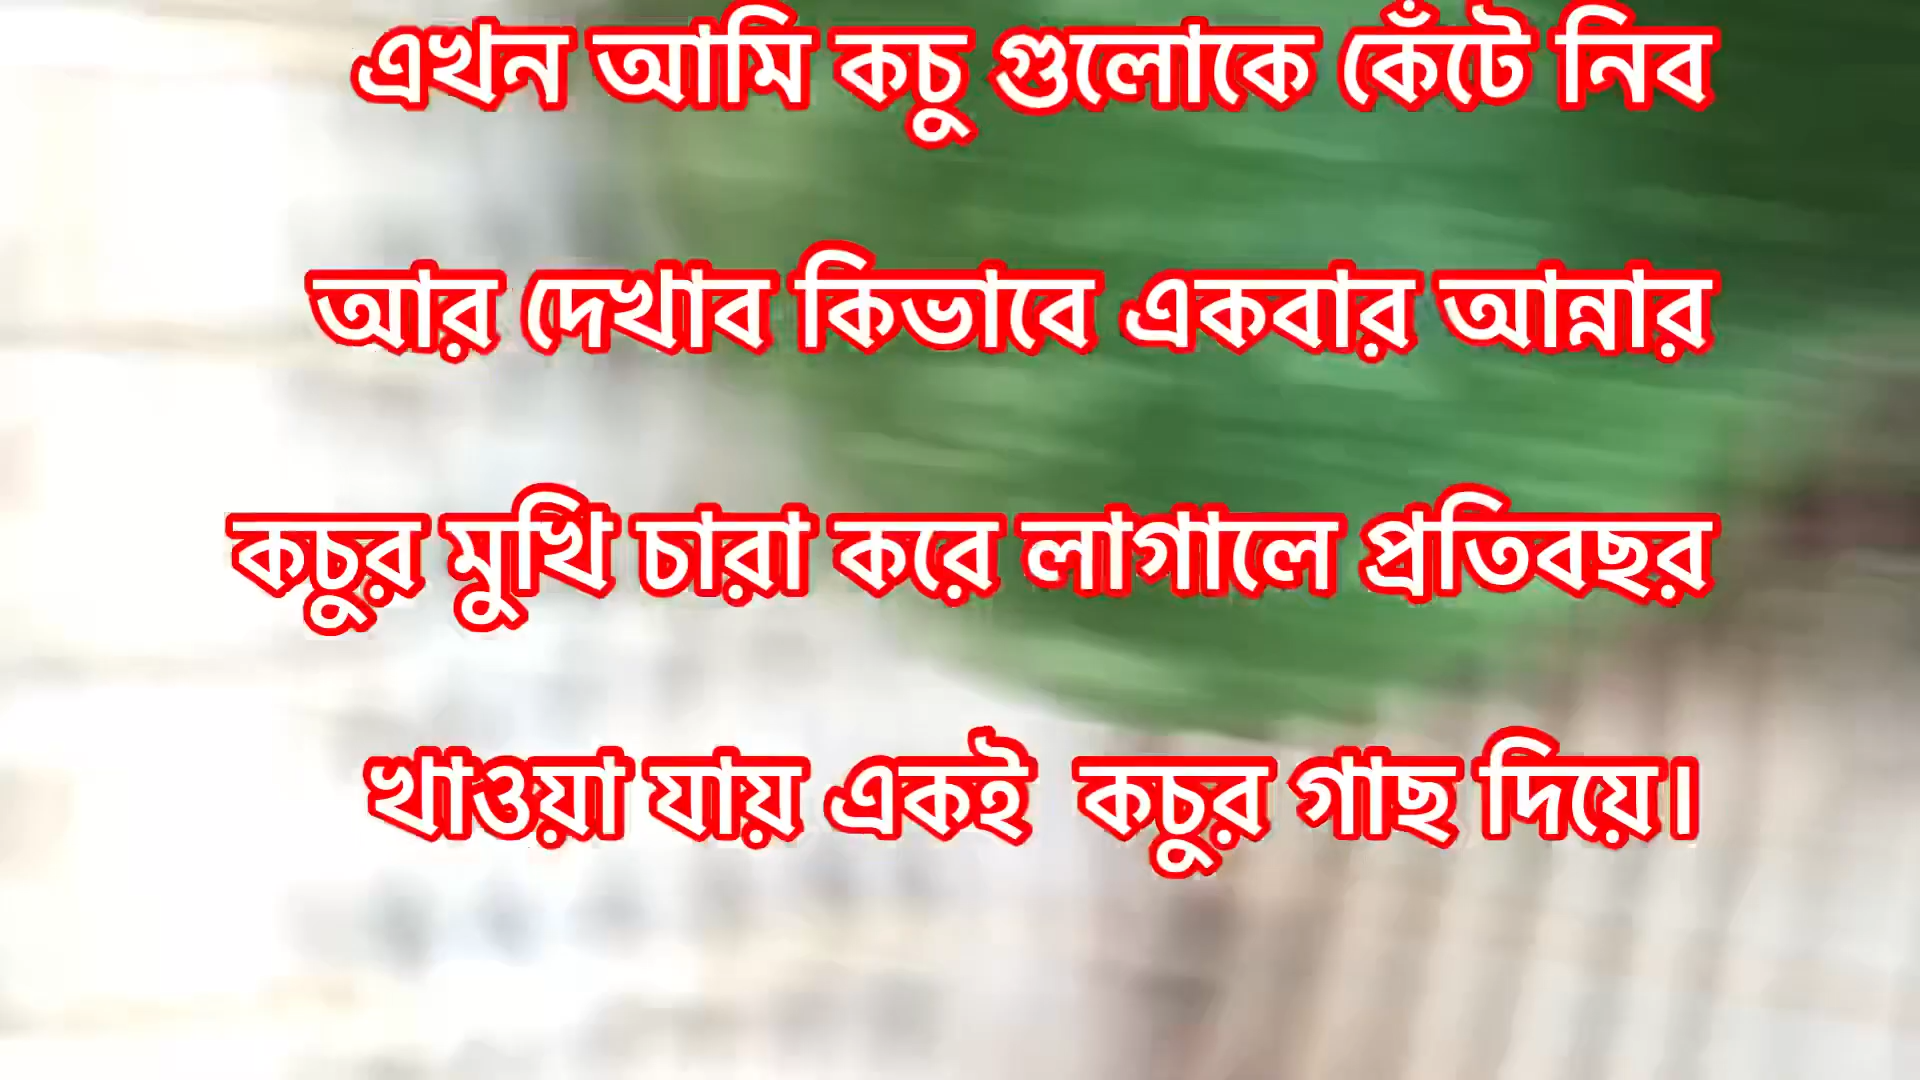 এখন আমি কচু গুলোকে কেঁটে নিব
আর দেখাব কিভাবে একবার আন্নার
কচুর মুখি চারা করে লাগালে প্রতিবছর
খাওয়া যায় একই কচুর গাছ দিয়ে।